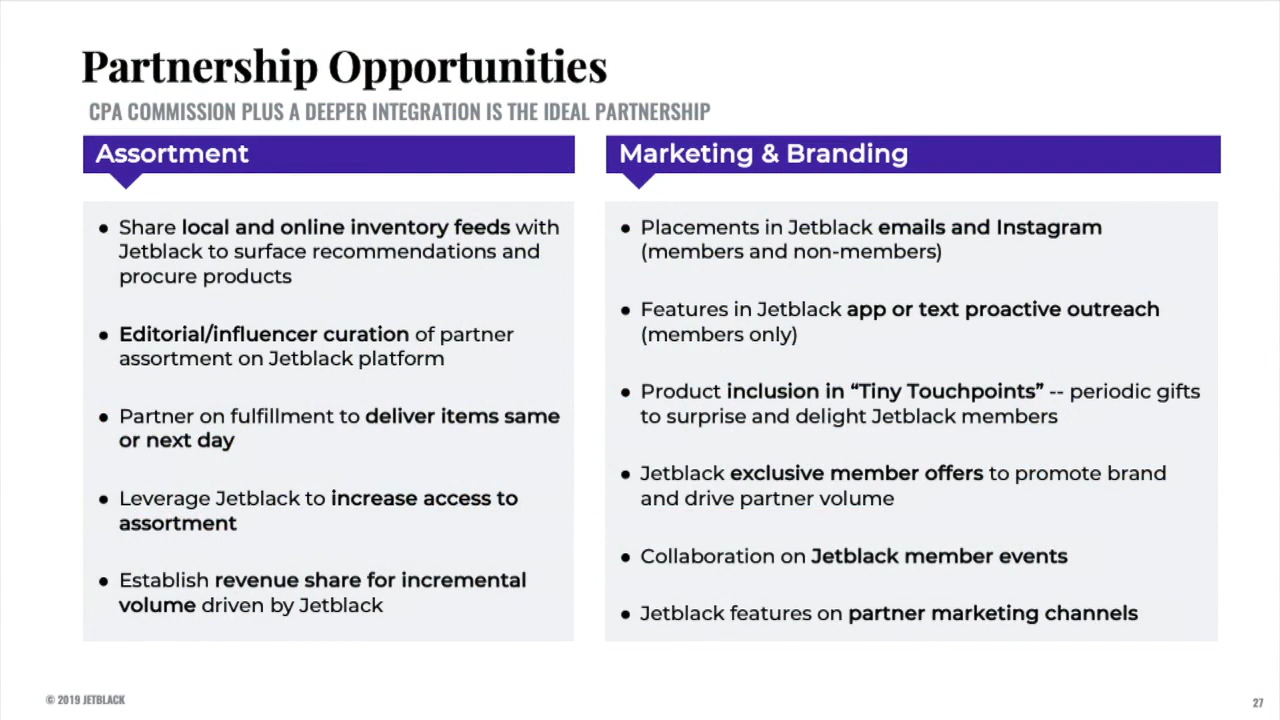 Partnership Opportunities
CPA COMMISSION PLUS A DEEPER INTEGRATION IS THE IDEAL PARTNERSHIP
Assortment
● Share local and online inventory feeds with
Jetblack to surface recommendations and
procure products
● Editorial/influencer curation of partner
assortment on Jetblack platform
● Partner on fulfillment to deliver items same
or next day
● Leverage Jetblack to increase access to
assortment
● Establish revenue share for incremental
volume driven by Jetblack
Marketing & Branding
● Placements in Jetblack emails and Instagram
(members and non-members)
● Features in Jetblack app or text proactive outreach
(members only)
● Product inclusion in “Tiny Touchpoints” -- periodic gifts
to surprise and delight Jetblack members
● Jetblack exclusive member offers to promote brand
and drive partner volume
● Collaboration on Jetblack member events
● Jetblack features on partner marketing channels
© 2019 JETBLACK
27